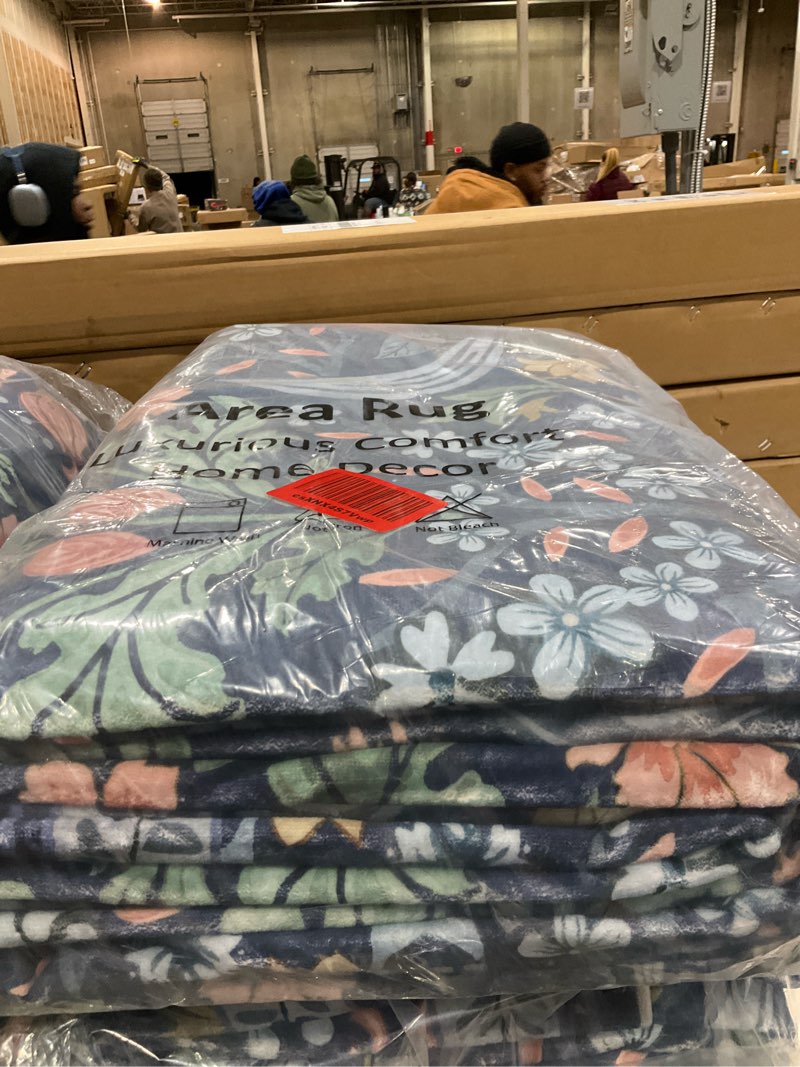 Area Rug
Luxurious Comfort
Home Decor
Machine Wash
Not Bleach